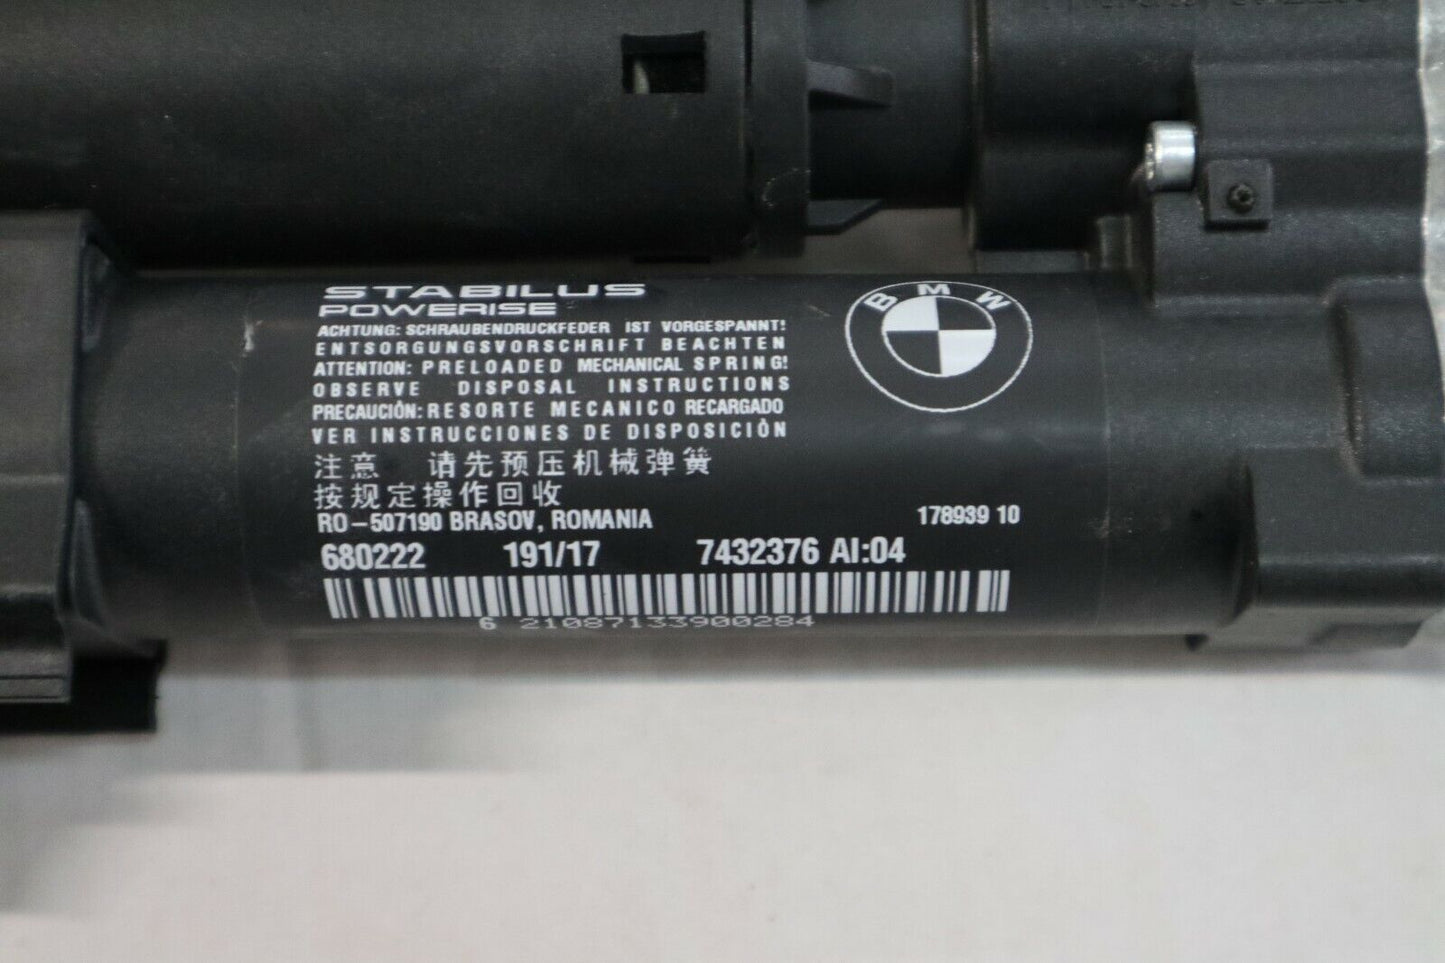 STABILUS
POWERISE
ACHTUNG: SCHRAUBENDRUCKFEDER IST VORGESPANNT!
ENTSORGUNGSVORSCHRIFT BEACHTEN
ATTENTION: PRELOADED MECHANICAL SPRING!
OBSERVE DISPOSAL INSTRUCTIONS
PRECAUCIÓN: RESORTE MECANICO RECARGADO
VER INSTRUCCIONES DE DISPOSICIÓN
注意 请先预压机械弹簧
按规定操作回收
RO-507190 BRASOV, ROMANIA
178939 10
680222 191/17 7432376 AI:04
6 21087133900284
BMW